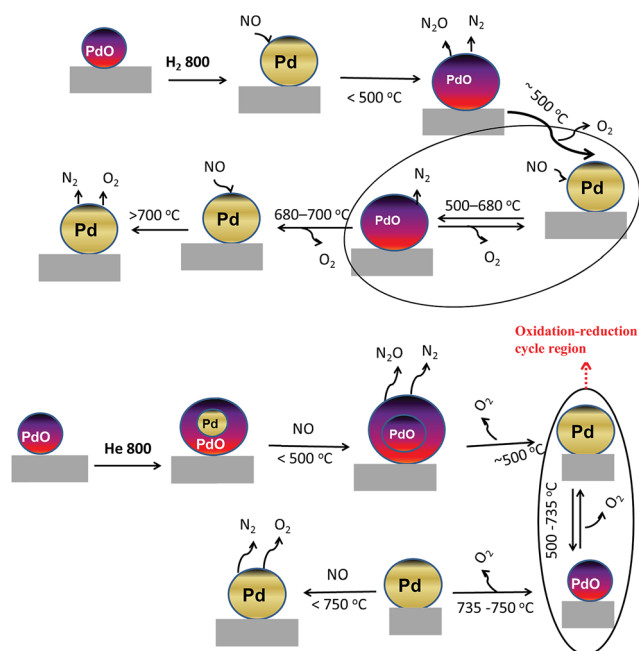 PdO
H₂ 800
NO
Pd
< 500 °C
N₂O
N₂
PdO
~500 °C
O₂
NO
Pd
N₂
O₂
Pd
>700 °C
NO
Pd
680–700 °C
O₂
N₂
PdO
500–680 °C
O₂
Oxidation-reduction
cycle region
PdO
He 800
Pd
PdO
NO
< 500 °C
N₂O
N₂
PdO
O₂
~500 °C
Pd
500 -735 °C
O₂
PdO
N₂
O₂
Pd
NO
< 750 °C
Pd
O₂
735 -750 °C